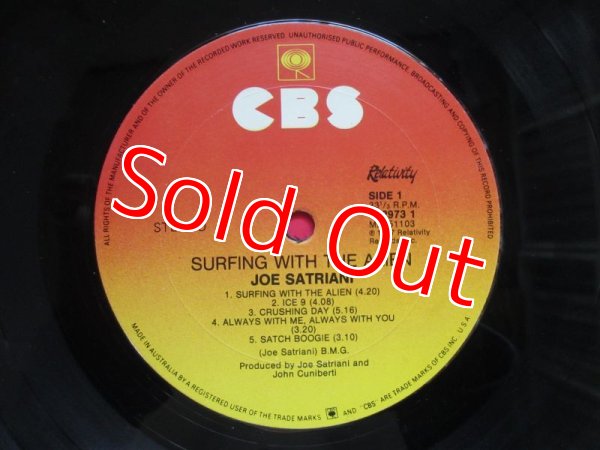 ALL RIGHTS OF THE MANUFACTURER AND OF THE OWNER OF THE RECORDED WORK RESERVED. UNAUTHORISED PUBLIC PERFORMANCE, BROADCASTING AND COPYING OF THIS RECORD PROHIBITED.
CBS
Relativity
SIDE 1
33⅓ R.P.M.
Sold Out
SURFING WITH THE ALIEN
JOE SATRIANI
1. SURFING WITH THE ALIEN (4.20)
2. ICE 9 (4.08)
3. CRUSHING DAY (5.16)
4. ALWAYS WITH ME, ALWAYS WITH YOU
(3.20)
5. SATCH BOOGIE (3.10)
(Joe Satriani) B.M.G.
Produced by Joe Satriani and
John Cuniberti
MADE IN AUSTRALIA BY A REGISTERED USER OF THE TRADE MARKS AND 'CBS' ARE TRADE MARKS OF CBS INC. U.S.A.